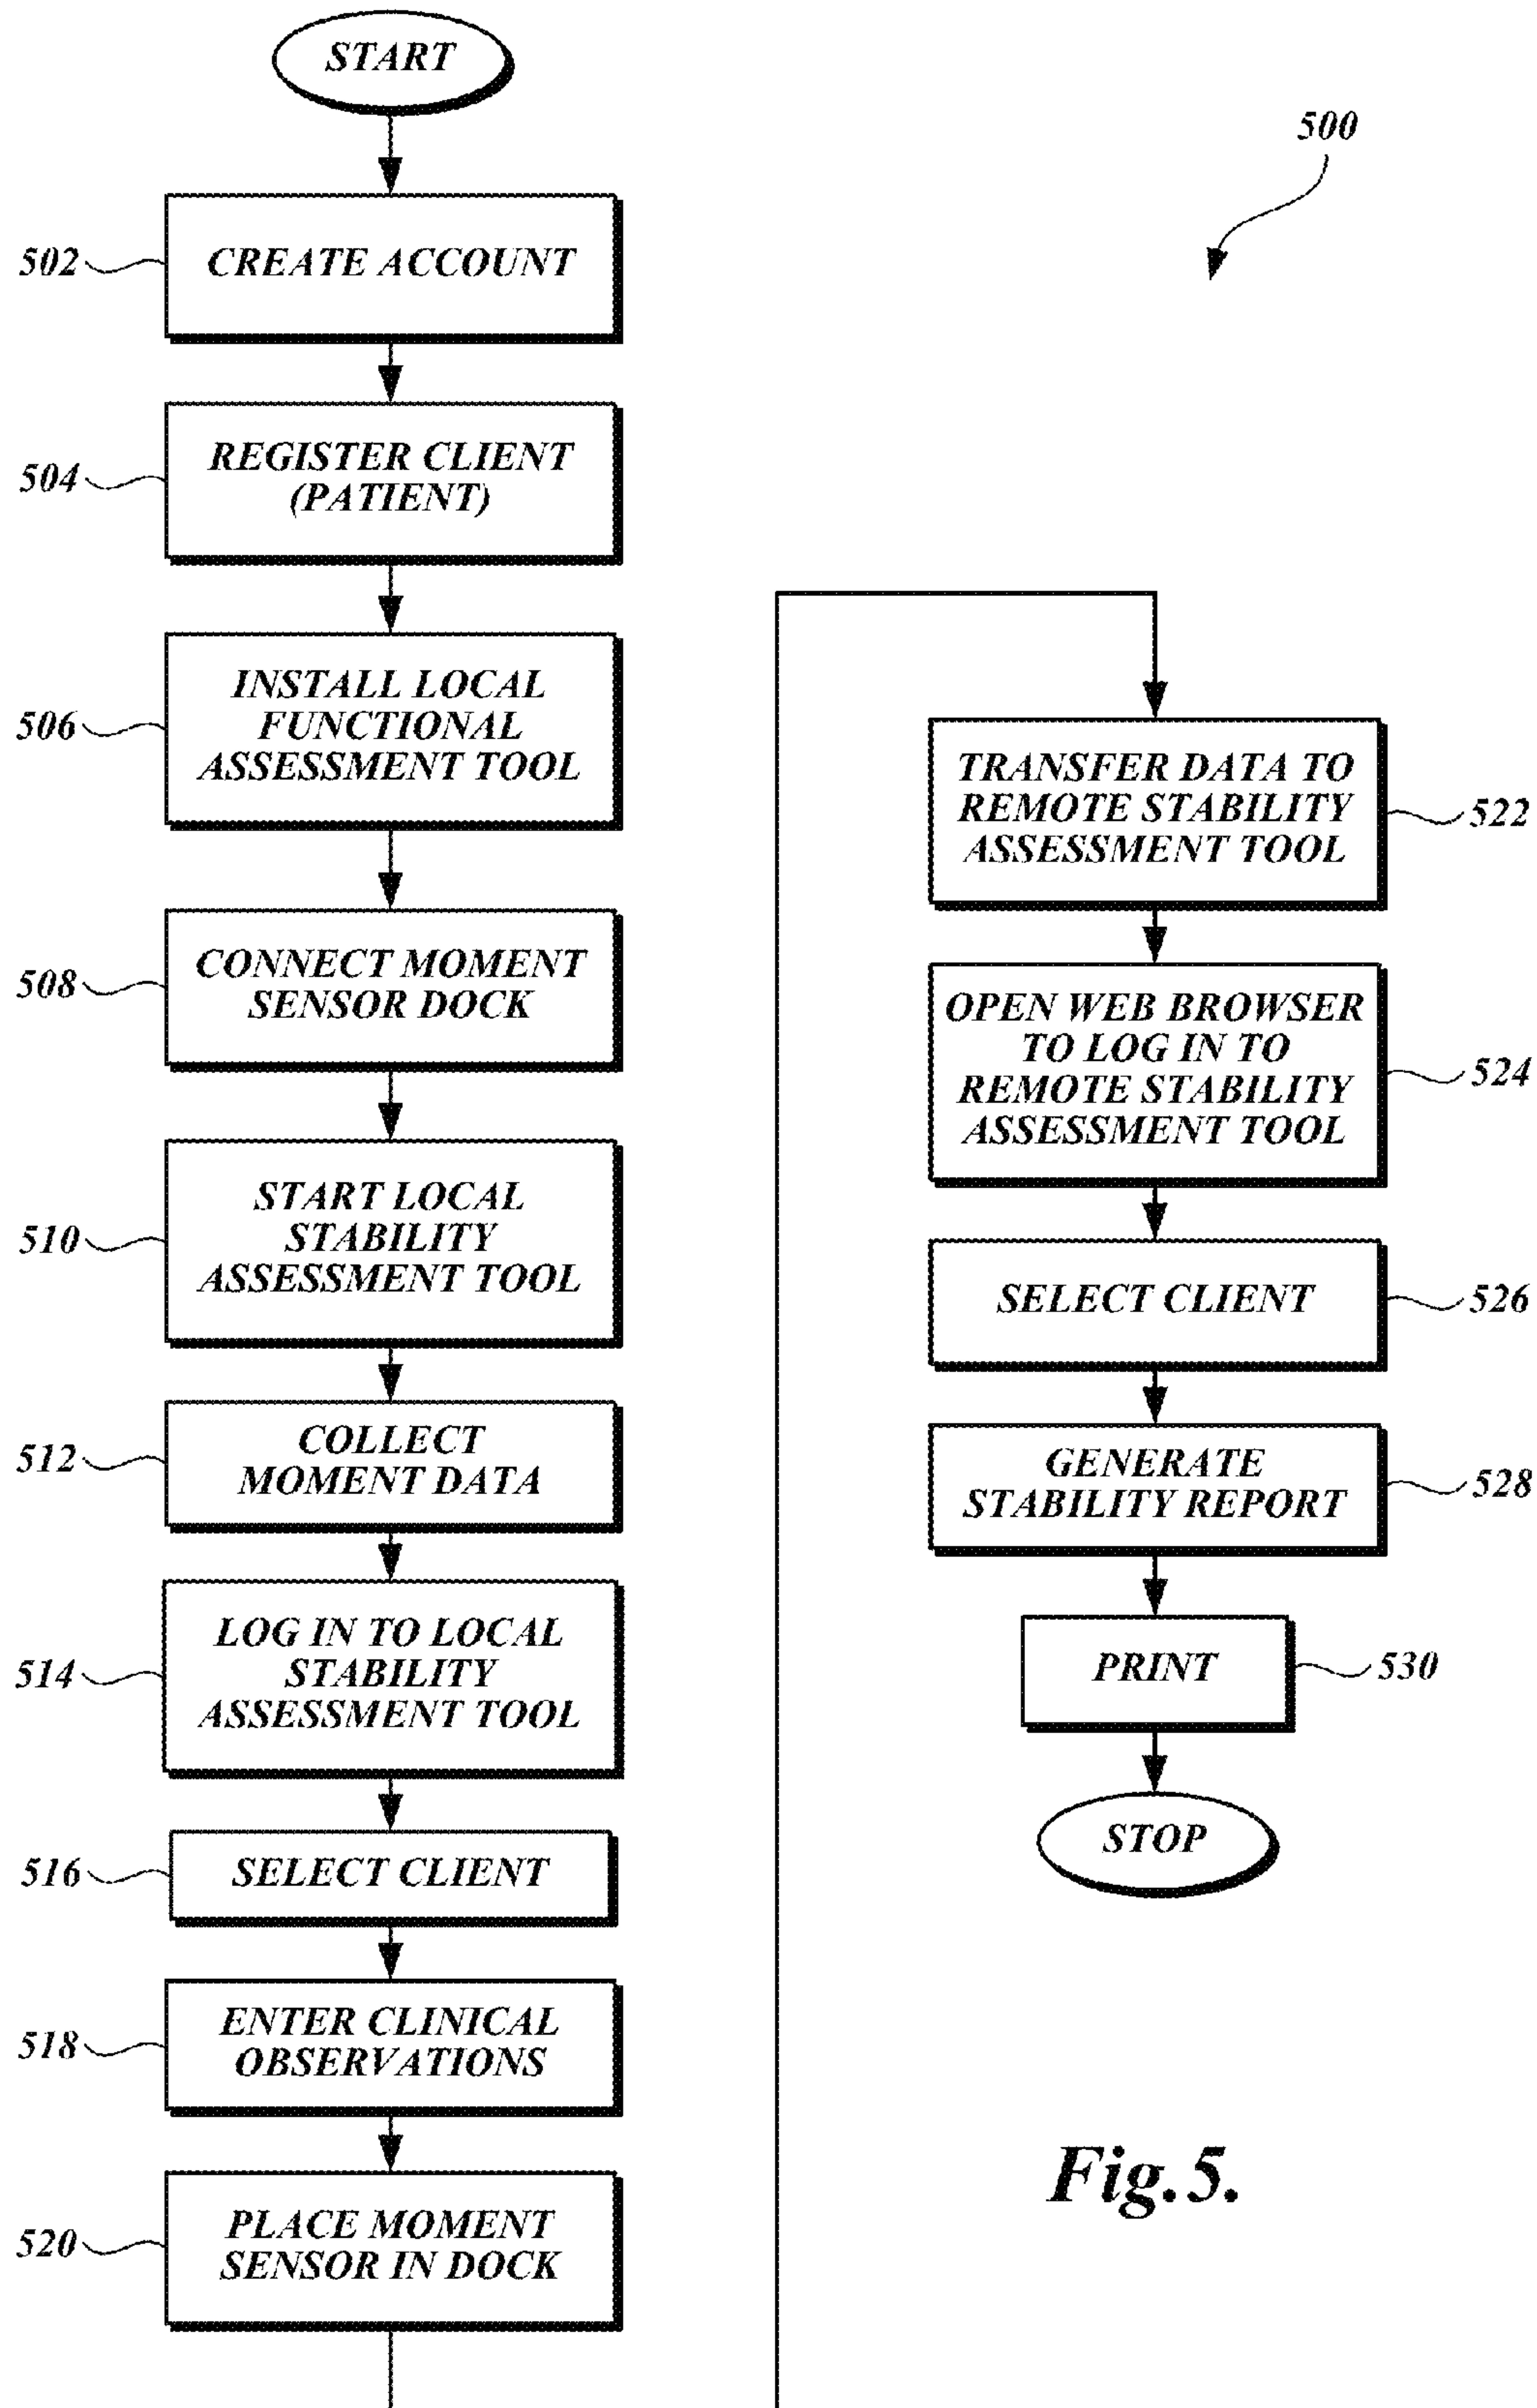 START
500
502
CREATE ACCOUNT
504
REGISTER CLIENT
(PATIENT)
506
INSTALL LOCAL
FUNCTIONAL
ASSESSMENT TOOL
508
CONNECT MOMENT
SENSOR DOCK
510
START LOCAL
STABILITY
ASSESSMENT TOOL
512
COLLECT
MOMENT DATA
514
LOG IN TO LOCAL
STABILITY
ASSESSMENT TOOL
516
SELECT CLIENT
518
ENTER CLINICAL
OBSERVATIONS
520
PLACE MOMENT
SENSOR IN DOCK
TRANSFER DATA TO
REMOTE STABILITY
ASSESSMENT TOOL
522
OPEN WEB BROWSER
TO LOG IN TO
REMOTE STABILITY
ASSESSMENT TOOL
524
SELECT CLIENT
526
GENERATE
STABILITY REPORT
528
PRINT
530
STOP
Fig.5.